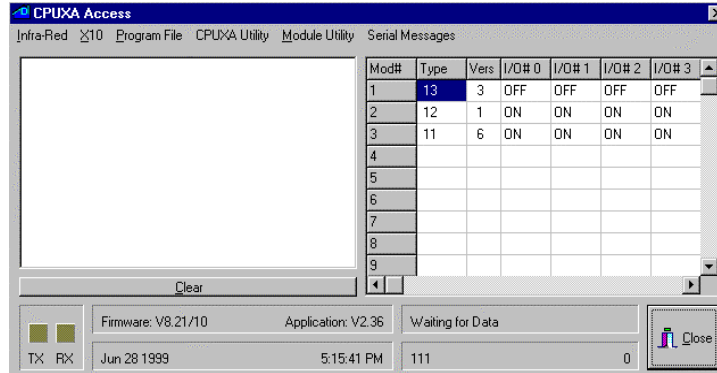 CPUXA Access
Infra-Red X10 Program File CPUXA Utility Module Utility Serial Messages
Mod# Type Vers I/O# 0 I/O# 1 I/O# 2 I/O# 3
1 13 3 OFF OFF OFF OFF
2 12 1 ON ON ON ON
3 11 6 ON ON ON ON
4
5
6
7
8
9
Clear
Firmware: V8.21/10 Application: V2.36 Waiting for Data
TX RX Jun 28 1999 5:15:41 PM 111 0
Close